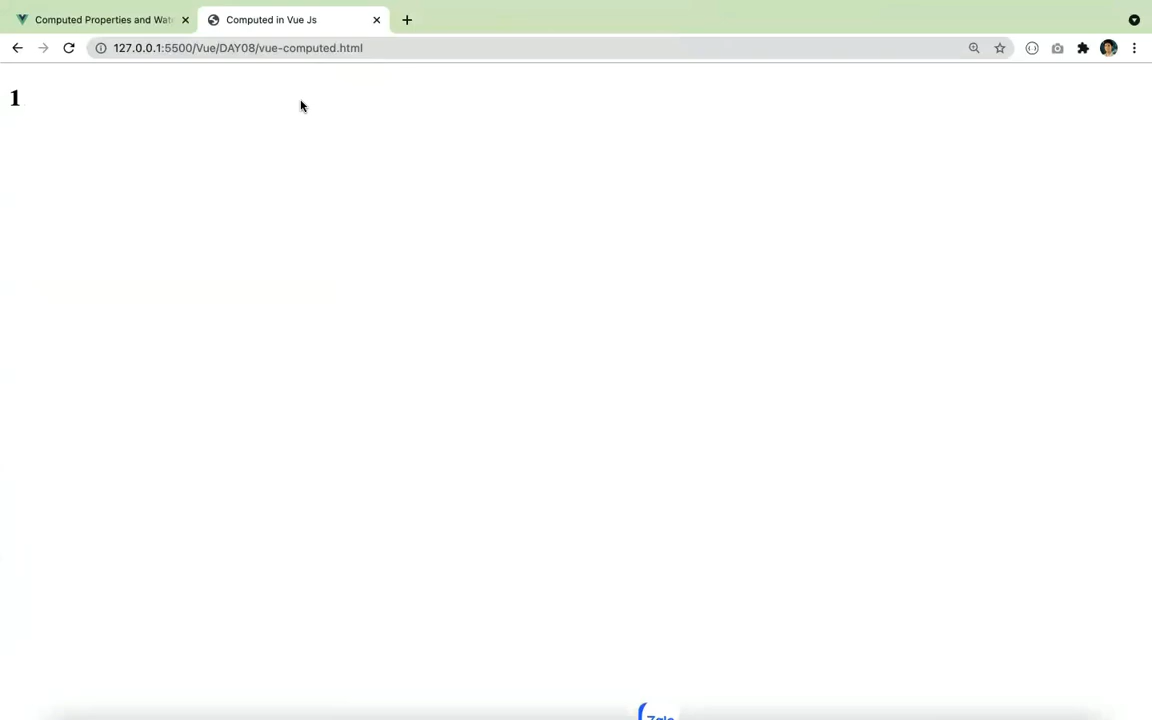 Computed Properties and Wat
Computed in Vue Js
127.0.0.1:5500/Vue/DAY08/vue-computed.html
1
Zalo